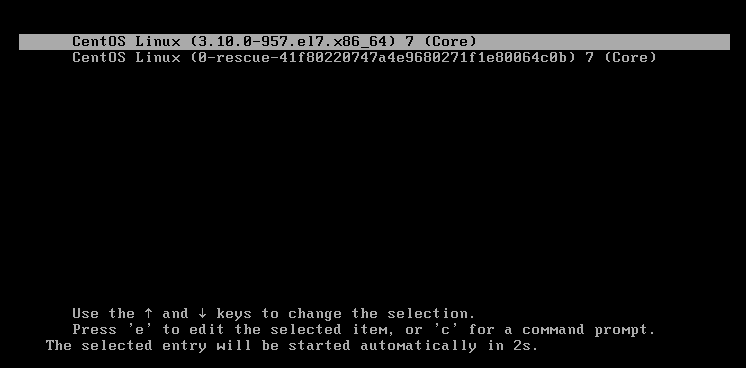 CentOS Linux (3.10.0-957.el7.x86_64) 7 (Core)
CentOS Linux (0-rescue-41f80220747a4e9680271f1e80064c0b) 7 (Core)
Use the ↑ and ↓ keys to change the selection.
Press 'e' to edit the selected item, or 'c' for a command prompt.
The selected entry will be started automatically in 2s.